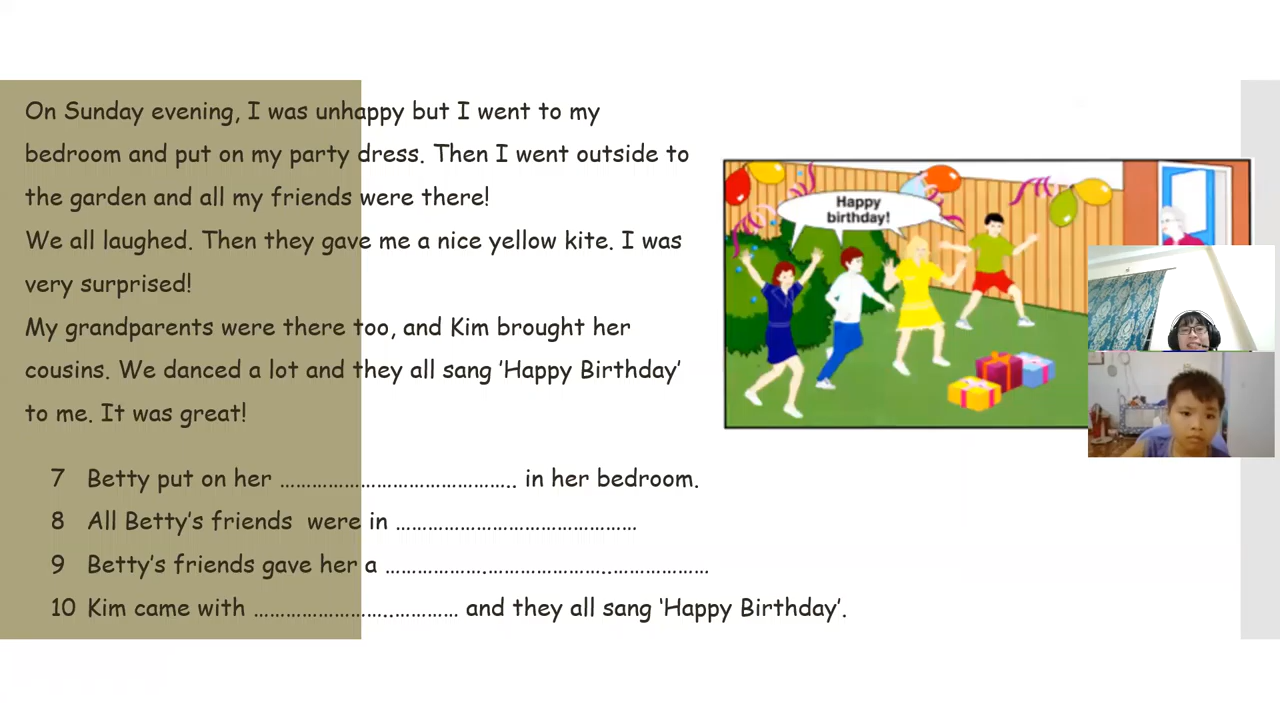 On Sunday evening, I was unhappy but I went to my
bedroom and put on my party dress. Then I went outside to
the garden and all my friends were there!
We all laughed. Then they gave me a nice yellow kite. I was
very surprised!
My grandparents were there too, and Kim brought her
cousins. We danced a lot and they all sang ’Happy Birthday’
to me. It was great!
Happy
birthday!
7 Betty put on her …………………………………….. in her bedroom.
8 All Betty’s friends were in ………………………………………
9 Betty’s friends gave her a ……………….…………………..………………
10 Kim came with ……………………..………… and they all sang ‘Happy Birthday’.